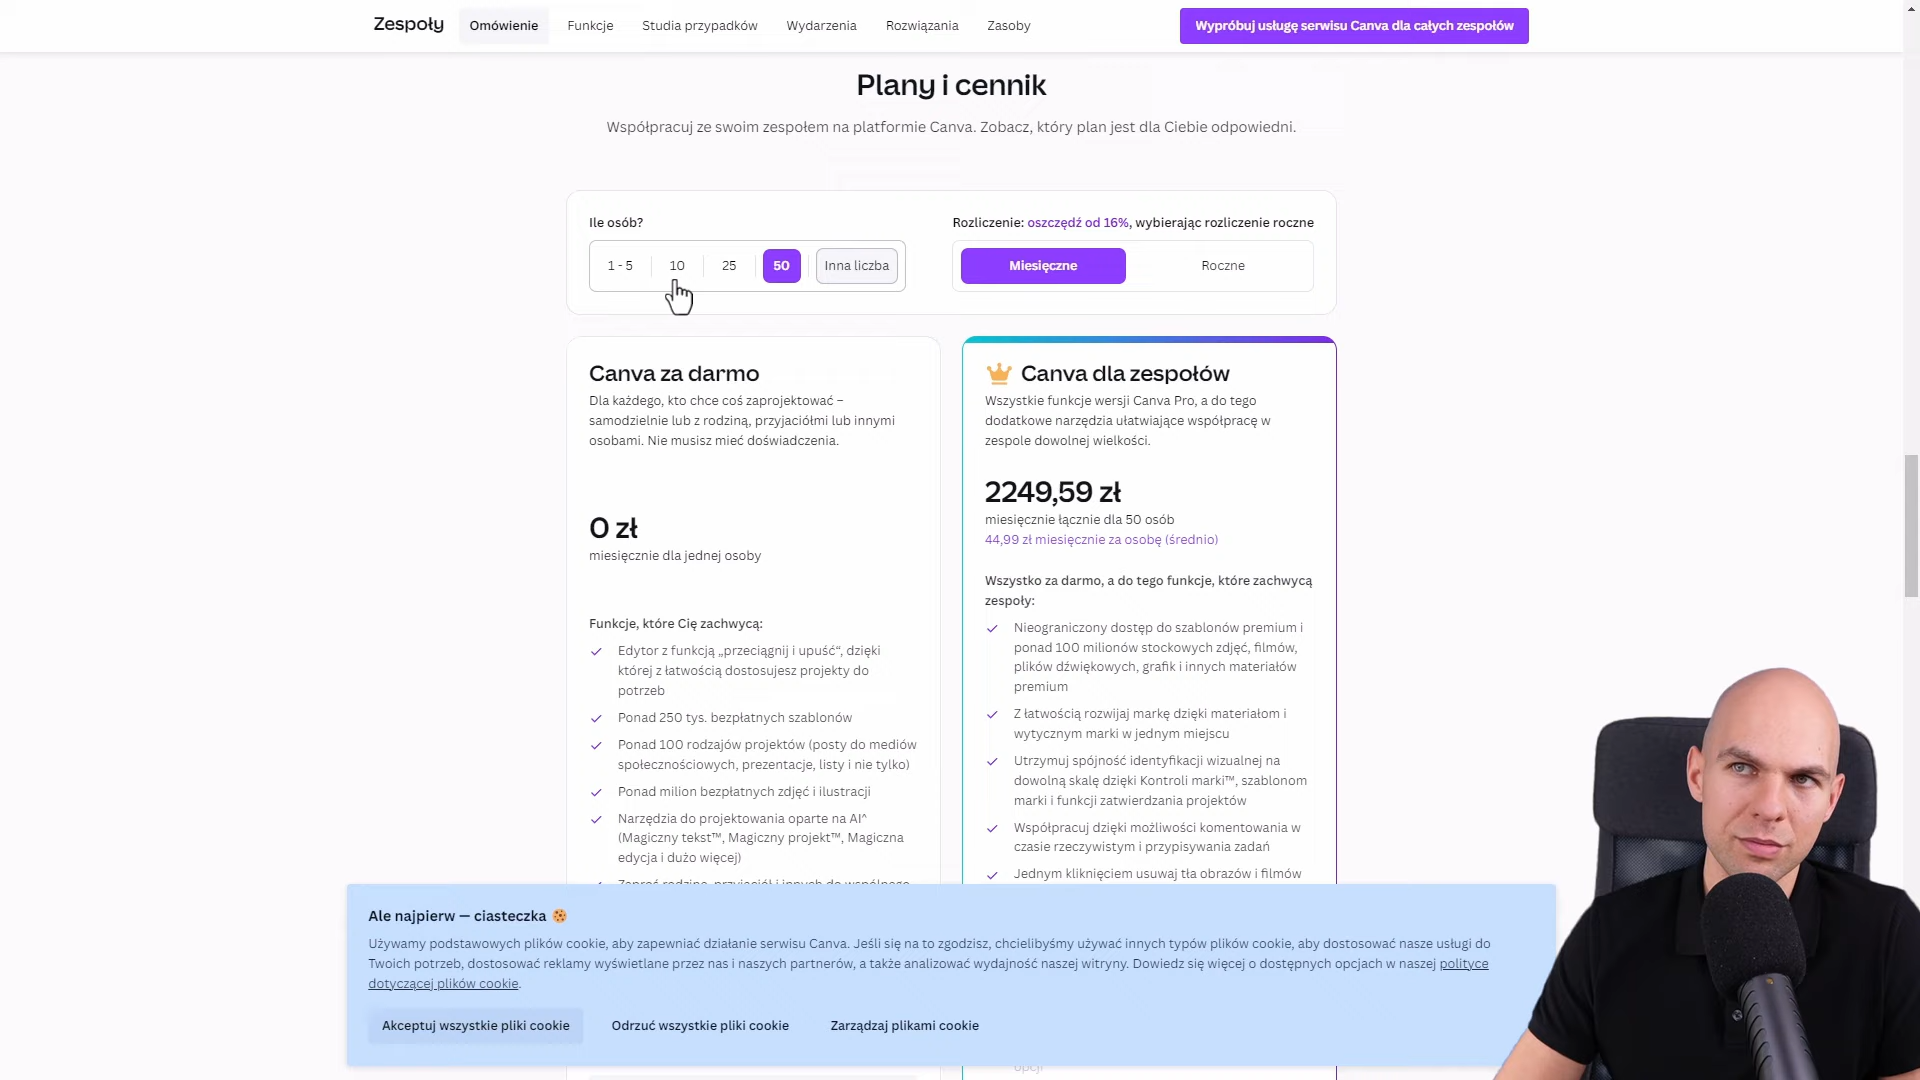 Zespoły
Omówienie
Funkcje
Studia przypadków
Wydarzenia
Rozwiązania
Zasoby
Wypróbuj usługę serwisu Canva dla całych zespołów
Plany i cennik
Współpracuj ze swoim zespołem na platformie Canva. Zobacz, który plan jest dla Ciebie odpowiedni.
Ile osób?
1 - 5
10
25
50
Inna liczba
Rozliczenie: oszczędź od 16%, wybierając rozliczenie roczne
Miesięczne
Roczne
Canva za darmo
Dla każdego, kto chce coś zaprojektować –
samodzielnie lub z rodziną, przyjaciółmi lub innymi
osobami. Nie musisz mieć doświadczenia.
0 zł
miesięcznie dla jednej osoby
Funkcje, które Cię zachwycą:
Edytor z funkcją „przeciągnij i upuść“, dzięki
której z łatwością dostosujesz projekty do
potrzeb
Ponad 250 tys. bezpłatnych szablonów
Ponad 100 rodzajów projektów (posty do mediów
społecznościowych, prezentacje, listy i nie tylko)
Ponad milion bezpłatnych zdjęć i ilustracji
Narzędzia do projektowania oparte na AI^
(Magiczny tekst™, Magiczny projekt™, Magiczna
edycja i dużo więcej)
Zaproś rodzinę, przyjaciół i innych do wspólnego
Canva dla zespołów
Wszystkie funkcje wersji Canva Pro, a do tego
dodatkowe narzędzia ułatwiające współpracę w
zespole dowolnej wielkości.
2249,59 zł
miesięcznie łącznie dla 50 osób
44,99 zł miesięcznie za osobę (średnio)
Wszystko za darmo, a do tego funkcje, które zachwycą
zespoły:
Nieograniczony dostęp do szablonów premium i
ponad 100 milionów stockowych zdjęć, filmów,
plików dźwiękowych, grafik i innych materiałów
premium
Z łatwością rozwijaj markę dzięki materiałom i
wytycznym marki w jednym miejscu
Utrzymuj spójność identyfikacji wizualnej na
dowolną skalę dzięki Kontroli marki™, szablonom
marki i funkcji zatwierdzania projektów
Współpracuj dzięki możliwości komentowania w
czasie rzeczywistym i przypisywania zadań
Jednym kliknięciem usuwaj tła obrazów i filmów
Ale najpierw — ciasteczka 🍪
Używamy podstawowych plików cookie, aby zapewniać działanie serwisu Canva. Jeśli się na to zgodzisz, chcielibyśmy używać innych typów plików cookie, aby dostosować nasze usługi do
Twoich potrzeb, dostosować reklamy wyświetlane przez nas i naszych partnerów, a także analizować wydajność naszej witryny. Dowiedz się więcej o dostępnych opcjach w naszej polityce
dotyczącej plików cookie.
Akceptuj wszystkie pliki cookie
Odrzuć wszystkie pliki cookie
Zarządzaj plikami cookie